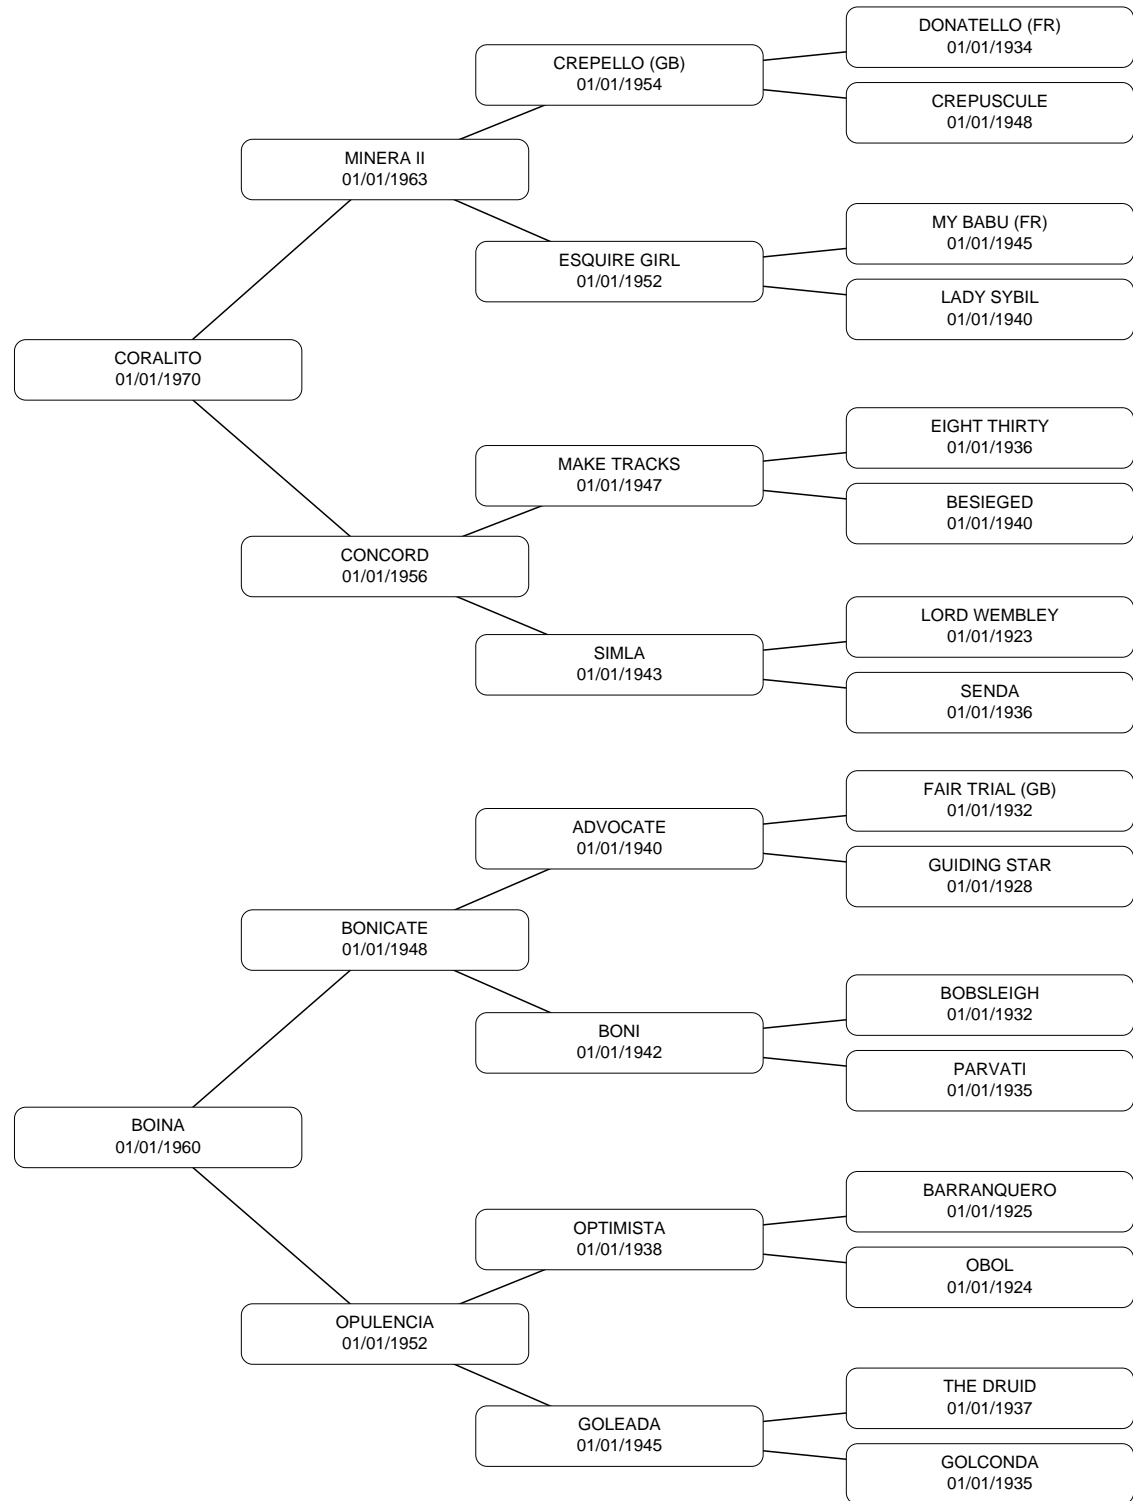 DONATELLO (FR)
01/01/1934
CREPELLO (GB)
01/01/1954
CREPUSCULE
01/01/1948
MINERA II
01/01/1963
MY BABU (FR)
01/01/1945
ESQUIRE GIRL
01/01/1952
LADY SYBIL
01/01/1940
CORALITO
01/01/1970
EIGHT THIRTY
01/01/1936
MAKE TRACKS
01/01/1947
BESIEGED
01/01/1940
CONCORD
01/01/1956
LORD WEMBLEY
01/01/1923
SIMLA
01/01/1943
SENDA
01/01/1936
FAIR TRIAL (GB)
01/01/1932
ADVOCATE
01/01/1940
GUIDING STAR
01/01/1928
BONICATE
01/01/1948
BOBSLEIGH
01/01/1932
BONI
01/01/1942
PARVATI
01/01/1935
BOINA
01/01/1960
BARRANQUERO
01/01/1925
OPTIMISTA
01/01/1938
OBOL
01/01/1924
OPULENCIA
01/01/1952
THE DRUID
01/01/1937
GOLEADA
01/01/1945
GOLCONDA
01/01/1935